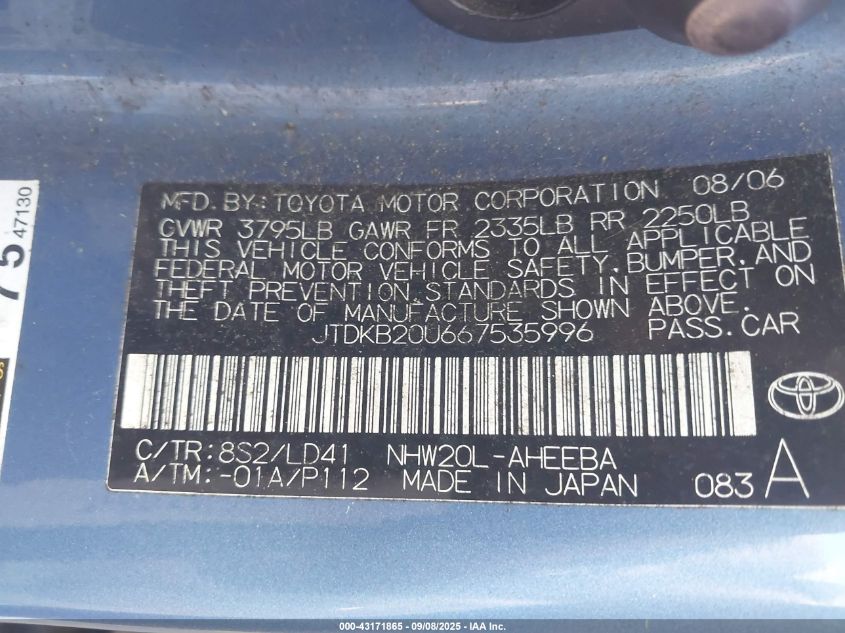 MFD. BY: TOYOTA MOTOR CORPORATION 08/06
GVWR 3795LB GAWR FR 2335LB RR 2250LB
THIS VEHICLE CONFORMS TO ALL APPLICABLE
FEDERAL MOTOR VEHICLE SAFETY, BUMPER, AND
THEFT PREVENTION STANDARDS IN EFFECT ON
THE DATE OF MANUFACTURE SHOWN ABOVE.
JTDKB20U667535996 PASS.CAR
C/TR: 8S2/LD41 NHW20L-AHEEBA
A/TM: -01A/P112 MADE IN JAPAN 083 A
75
47130
000-43171865 - 09/08/2025 - IAA Inc.